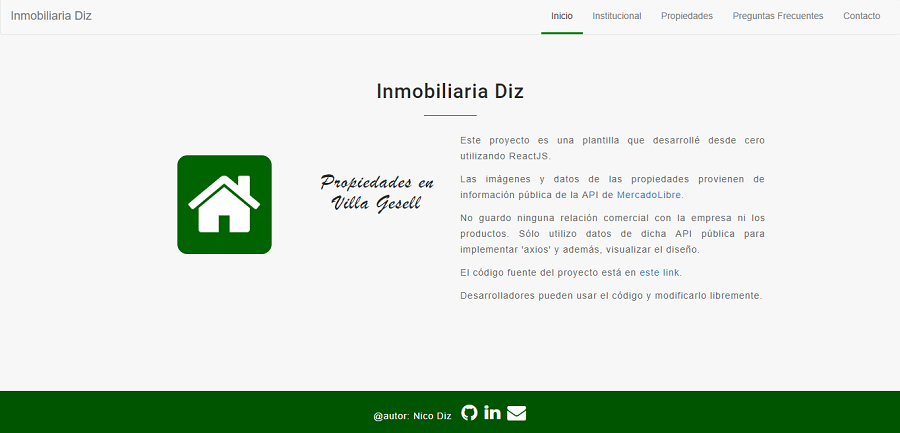 Inmobiliaria Diz
Inicio Institucional Propiedades Preguntas Frecuentes Contacto
Inmobiliaria Diz
Propiedades en
Villa Gesell
Este proyecto es una plantilla que desarrollé desde cero
utilizando ReactJS.
Las imágenes y datos de las propiedades provienen de
información pública de la API de MercadoLibre.
No guardo ninguna relación comercial con la empresa ni los
productos. Sólo utilizo datos de dicha API pública para
implementar 'axios' y además, visualizar el diseño.
El código fuente del proyecto está en este link.
Desarrolladores pueden usar el código y modificarlo libremente.
@autor: Nico Diz